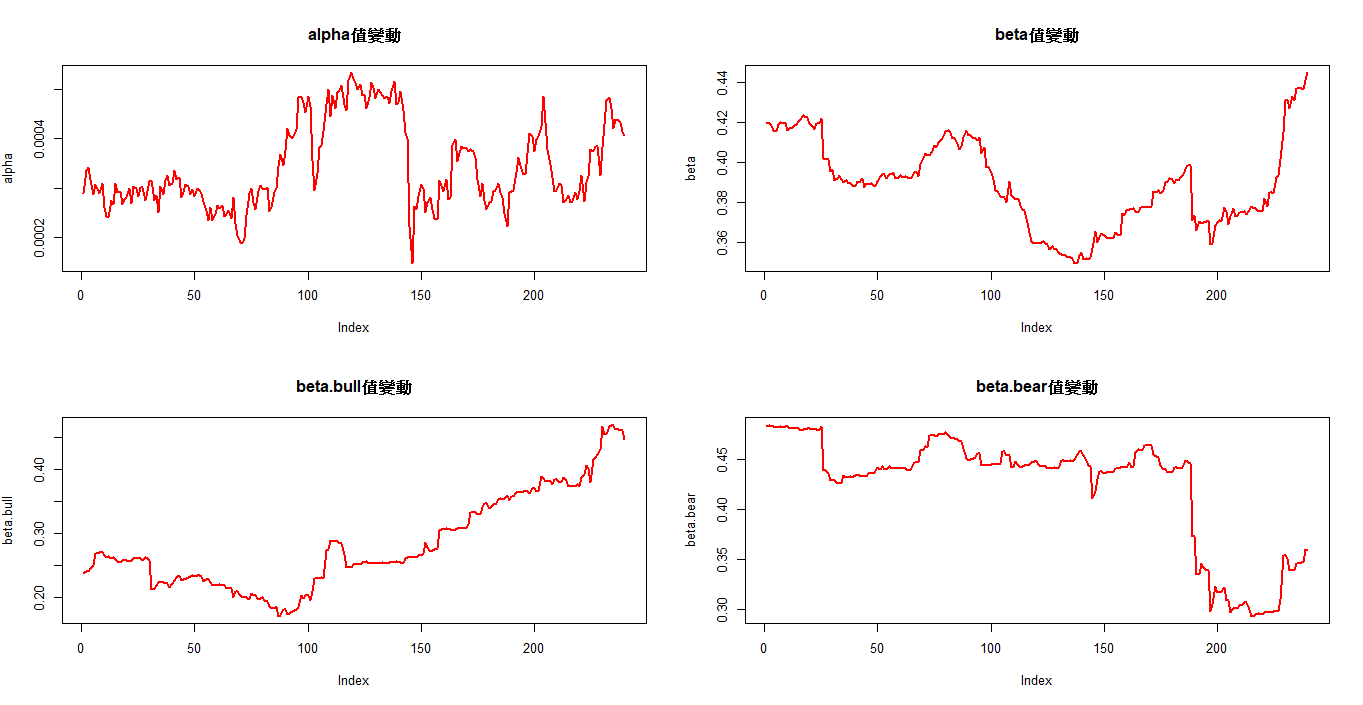 alpha值變動
alpha
0.0002 0.0004
0 50 100 150 200
Index
beta值變動
beta
0.36 0.38 0.40 0.42 0.44
0 50 100 150 200
Index
beta.bull值變動
beta.bull
0.20 0.30 0.40
0 50 100 150 200
Index
beta.bear值變動
beta.bear
0.30 0.35 0.40 0.45
0 50 100 150 200
Index